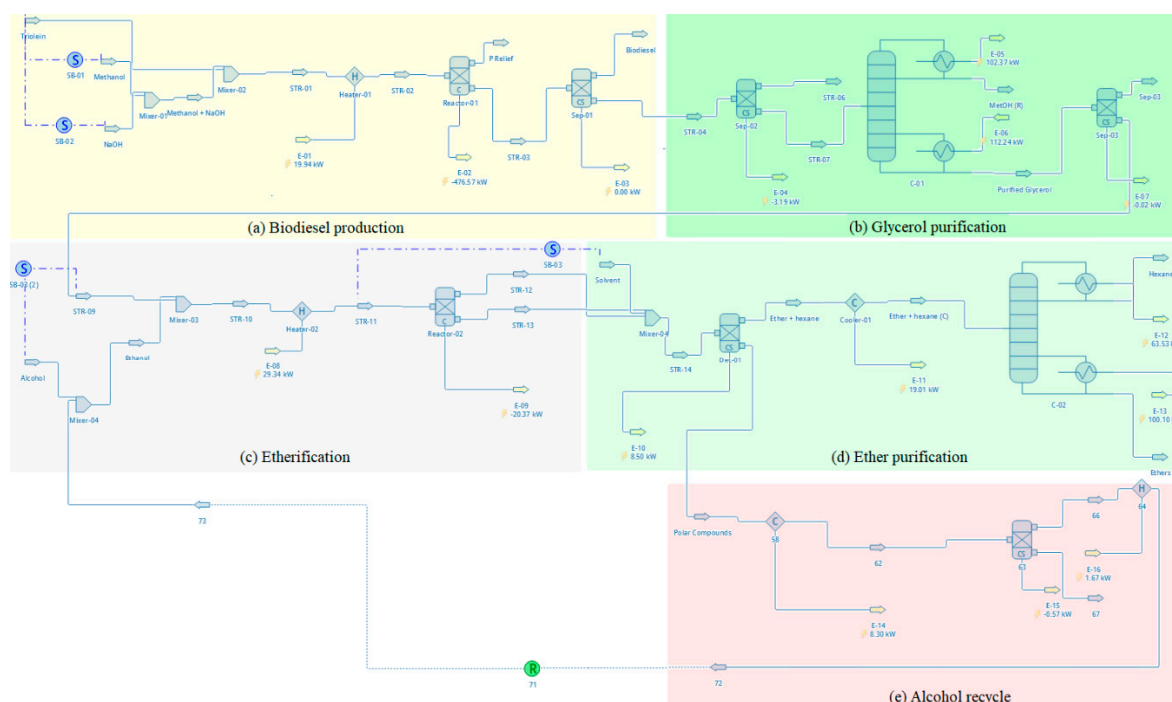 Triolein
S
SB-01
Methanol
Mixer-01
Methanol + NaOH
Mixer-02
S
SB-02
NaOH
STR-01
H
Heater-01
STR-02
E-01
19.94 kW
P Relief
C
Reactor-01
E-02
-476.57 kW
STR-03
Biodiesel
CS
Sep-01
E-03
0.00 kW
(a) Biodiesel production
STR-04
CS
Sep-02
STR-06
STR-07
E-04
-3.19 kW
E-05
102.37 kW
MetOH (R)
E-06
112.24 kW
C-01
Purified Glycerol
Sep-03
CS
Sep-03
E-07
-0.02 kW
(b) Glycerol purification
S
SB-03 (2)
STR-09
Mixer-03
STR-10
H
Heater-02
E-08
29.34 kW
Alcohol
Ethanol
Mixer-04
STR-11
S
SB-03
C
Reactor-02
STR-12
STR-13
E-09
-20.37 kW
(c) Etherification
Solvent
Mixer-04
STR-14
CS
Dec-01
E-10
8.50 kW
Ether + hexane
C
Cooler-01
Ether + hexane (C)
E-11
19.01 kW
C-02
Hexane
E-12
63.53
E-13
100.10
Ethers
(d) Ether purification
Polar Compounds
C
58
62
E-14
8.30 kW
CS
63
66
H
64
E-16
1.67 kW
E-15
-0.57 kW
67
73
R
71
72
(e) Alcohol recycle